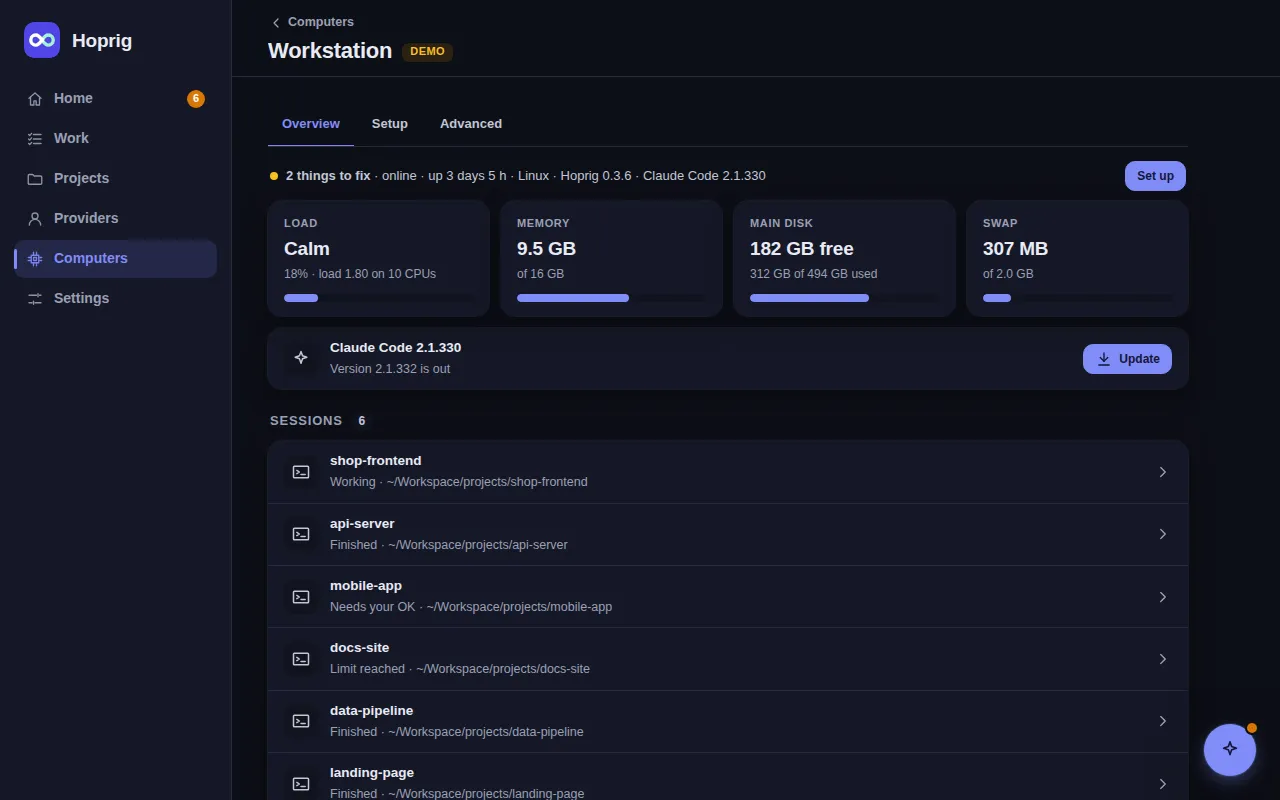 Hoprig
Home
6
Work
Projects
Providers
Computers
Settings
Computers
Workstation
DEMO
Overview
Setup
Advanced
2 things to fix · online · up 3 days 5 h · Linux · Hoprig 0.3.6 · Claude Code 2.1.330
Set up
LOAD
Calm
18% · load 1.80 on 10 CPUs
MEMORY
9.5 GB
of 16 GB
MAIN DISK
182 GB free
312 GB of 494 GB used
SWAP
307 MB
of 2.0 GB
Claude Code 2.1.330
Version 2.1.332 is out
Update
SESSIONS 6
shop-frontend
Working · ~/Workspace/projects/shop-frontend
api-server
Finished · ~/Workspace/projects/api-server
mobile-app
Needs your OK · ~/Workspace/projects/mobile-app
docs-site
Limit reached · ~/Workspace/projects/docs-site
data-pipeline
Finished · ~/Workspace/projects/data-pipeline
landing-page
Finished · ~/Workspace/projects/landing-page